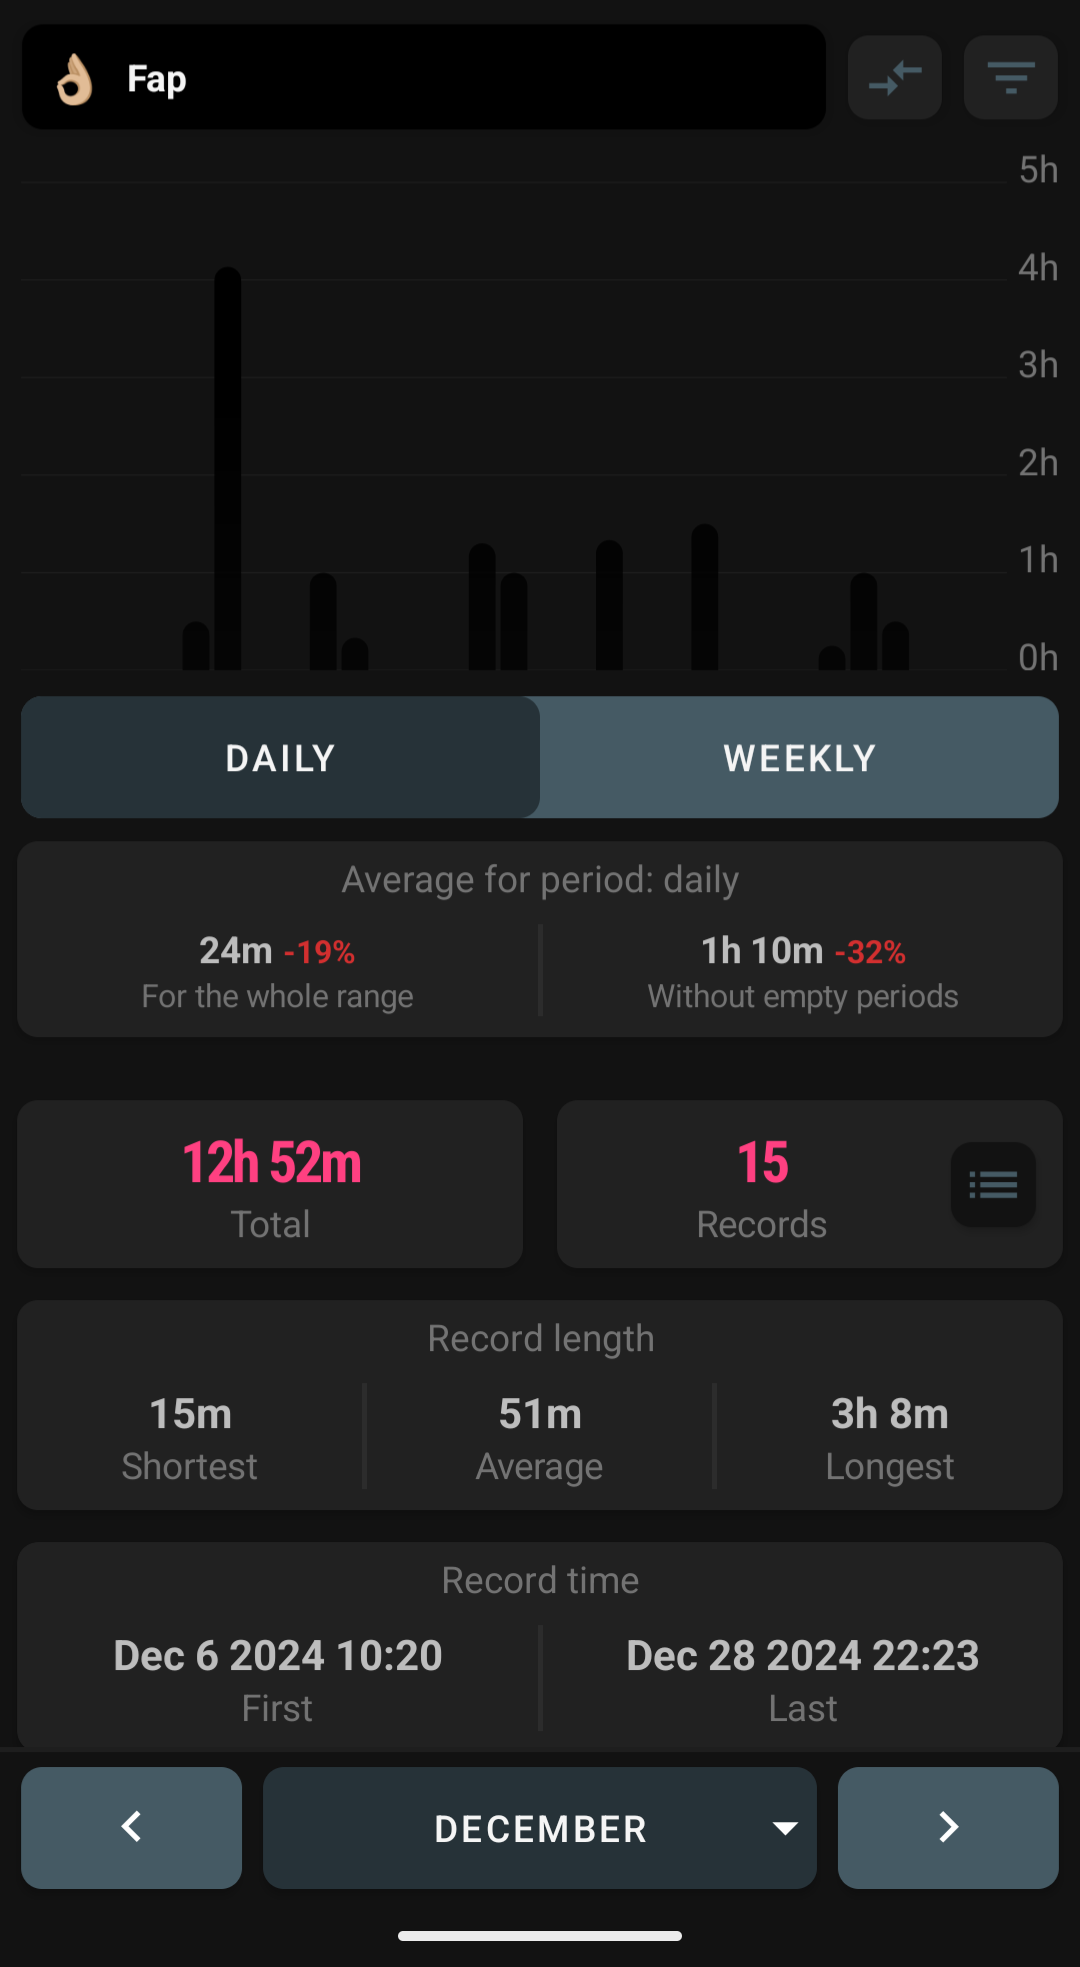 Fap
5h
4h
3h
2h
1h
0h
DAILY
WEEKLY
Average for period: daily
24m -19%
For the whole range
1h 10m -32%
Without empty periods
12h 52m
Total
15
Records
Record length
15m
Shortest
51m
Average
3h 8m
Longest
Record time
Dec 6 2024 10:20
First
Dec 28 2024 22:23
Last
DECEMBER